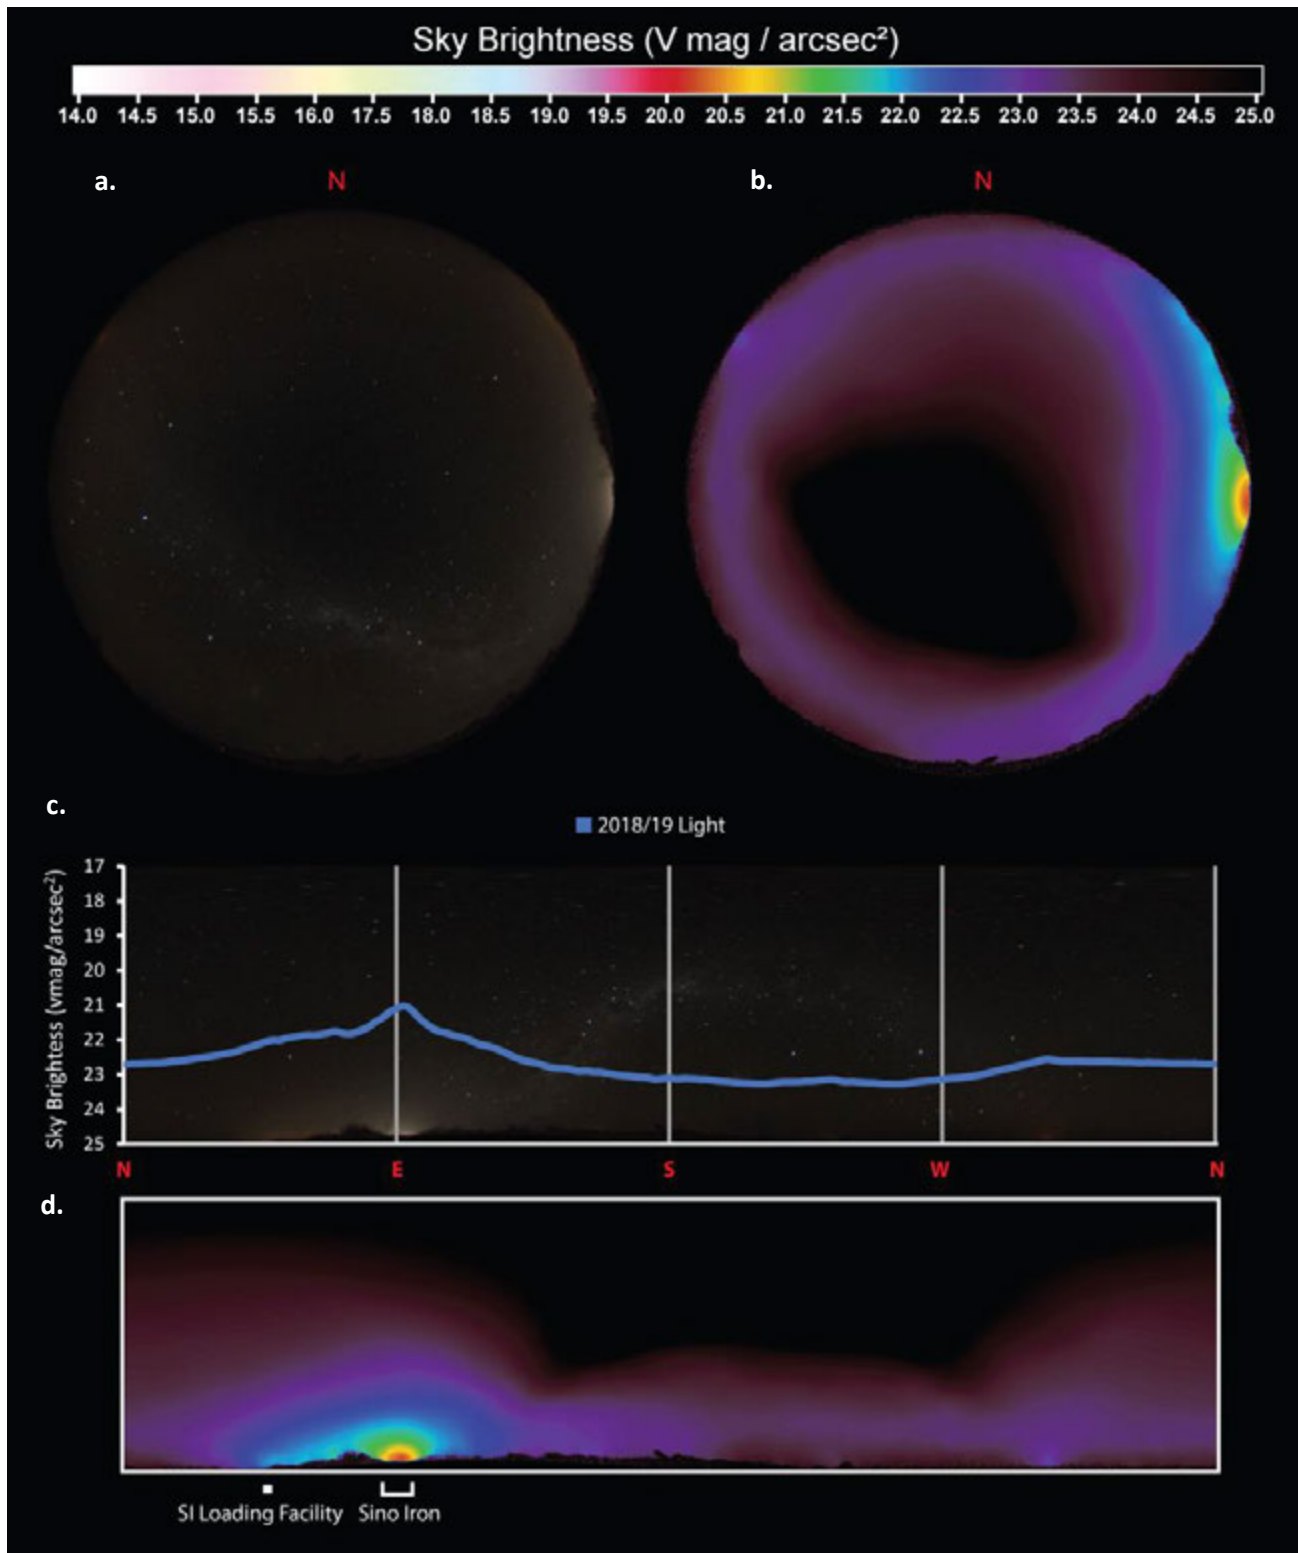 Sky Brightness (V mag / arcsec²)
14.0 14.5 15.0 15.5 16.0 17.5 18.0 18.5 19.0 19.5 20.0 20.5 21.0 21.5 22.0 22.5 23.0 23.5 24.0 24.5 25.0
a. N b. N
c.
2018/19 Light
Sky Brightess (vmag/arcsec²)
17
18
19
20
21
22
23
24
25
N E S W N
d.
SI Loading Facility Sino Iron